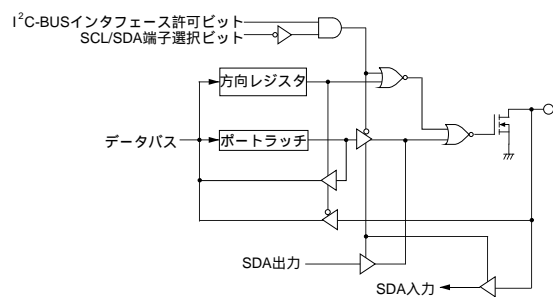 I²C-BUSインタフェース許可ビット
SCL/SDA端子選択ビット
方向レジスタ
データバス
ポートラッチ
SDA出力
SDA入力